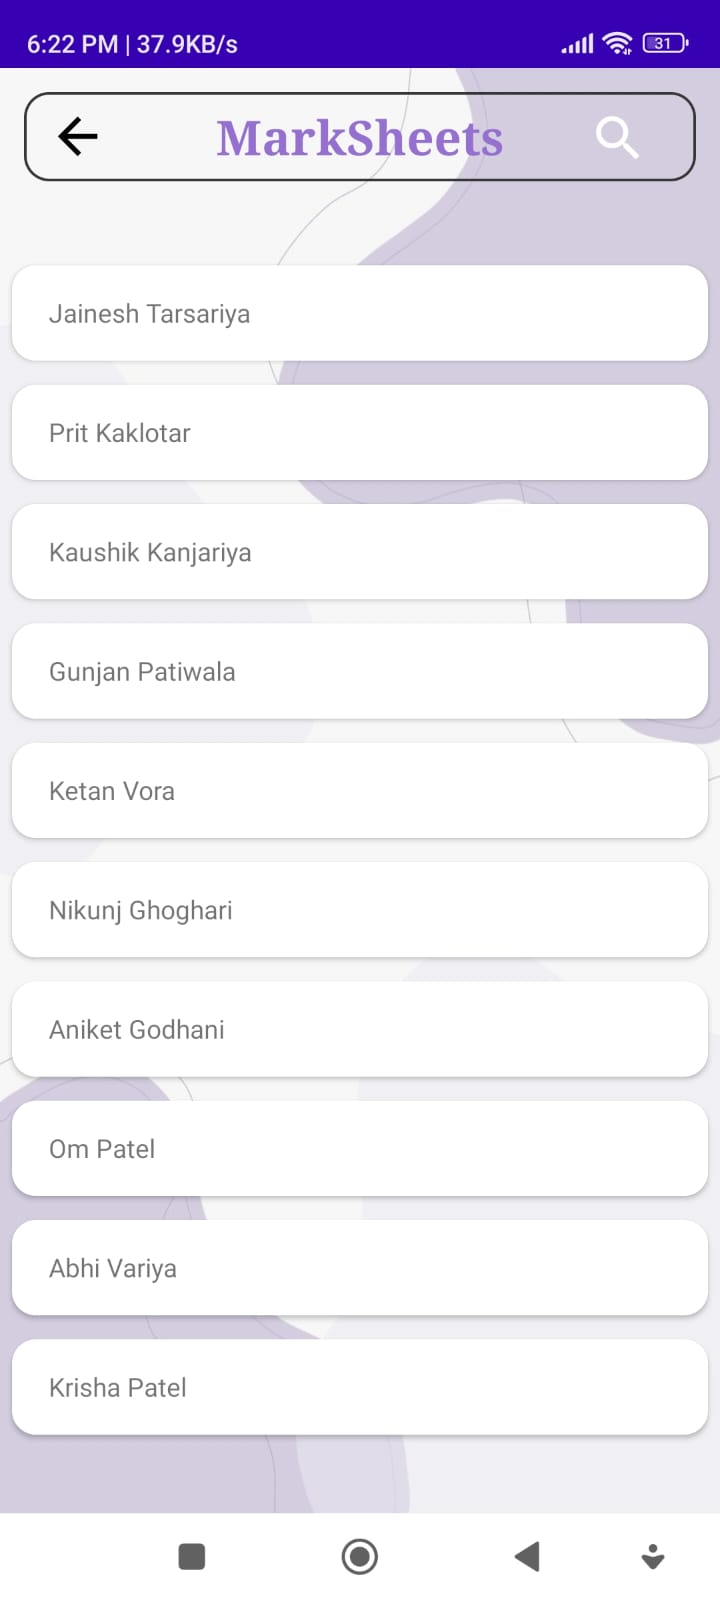 6:22 PM | 37.9KB/s 31
MarkSheets
Jainesh Tarsariya
Prit Kaklotar
Kaushik Kanjariya
Gunjan Patiwala
Ketan Vora
Nikunj Ghoghari
Aniket Godhani
Om Patel
Abhi Variya
Krisha Patel